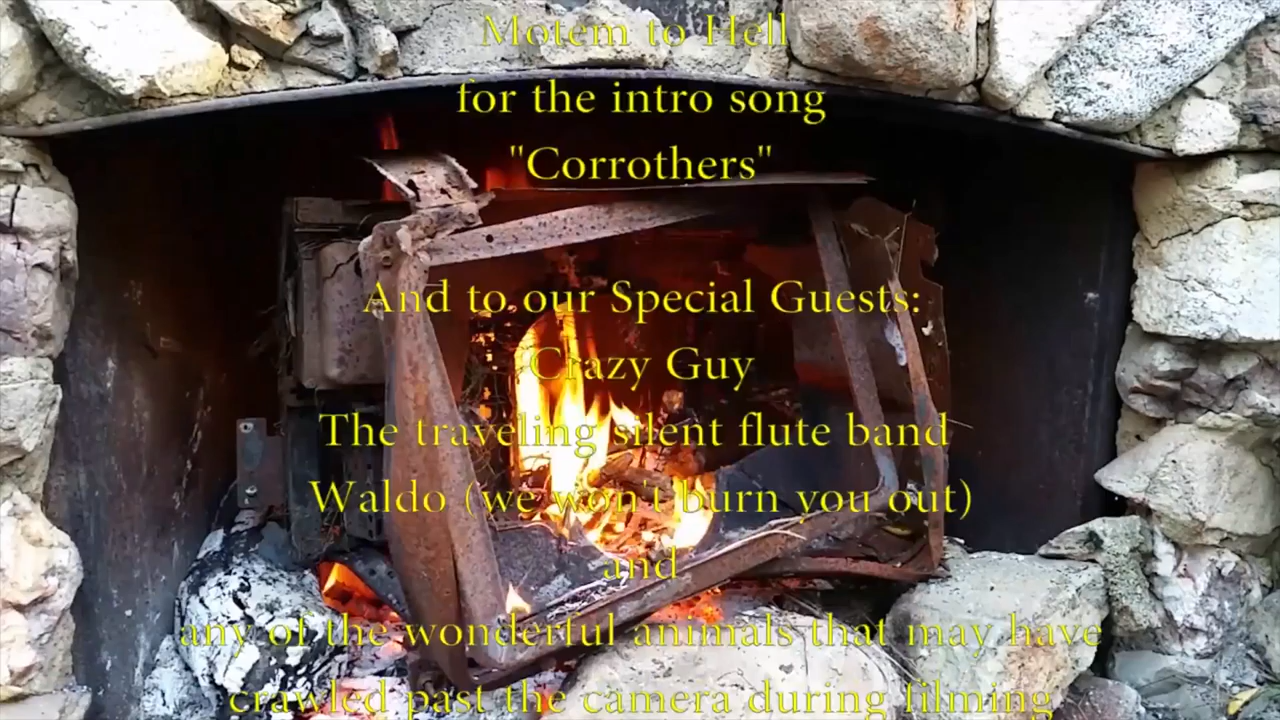 Motem to Hell
for the intro song
"Corrothers"
And to our Special Guests:
Crazy Guy
The traveling silent flute band
Waldo (we won't burn you out)
and
any of the wonderful animals that may have
crawled past the camera during filming